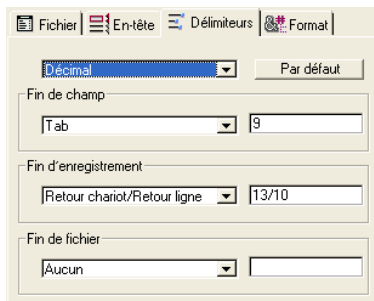 Fichier En-tête Délimiteurs Format
Décimal Par défaut
Fin de champ
Tab 9
Fin d'enregistrement
Retour chariot/Retour ligne 13/10
Fin de fichier
Aucun